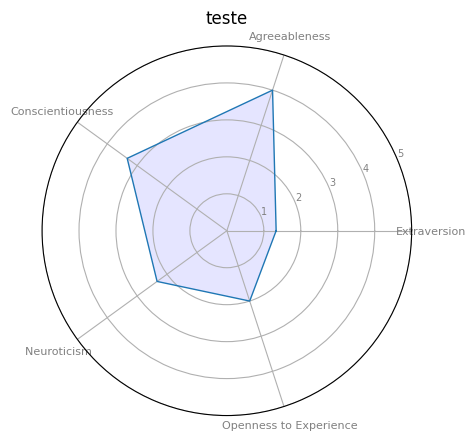 teste
Agreeableness
Conscientiousness
5
4
3
2
1
Extraversion
Neuroticism
Openness to Experience